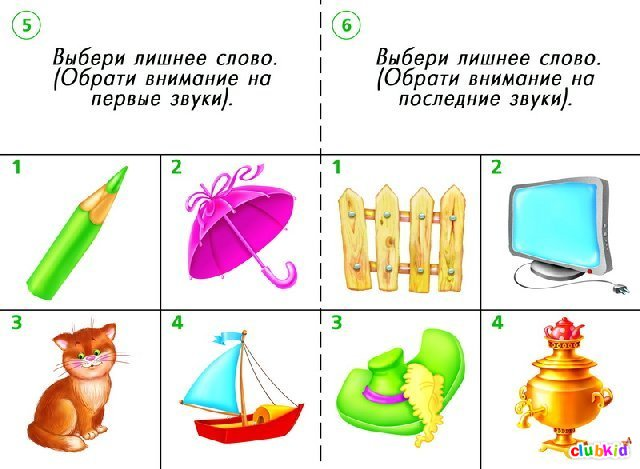 5
Выбери лишнее слово.
(Обрати внимание на
первые звуки).
6
Выбери лишнее слово.
(Обрати внимание на
последние звуки).
1
2
1
2
3
4
3
4
clubkid